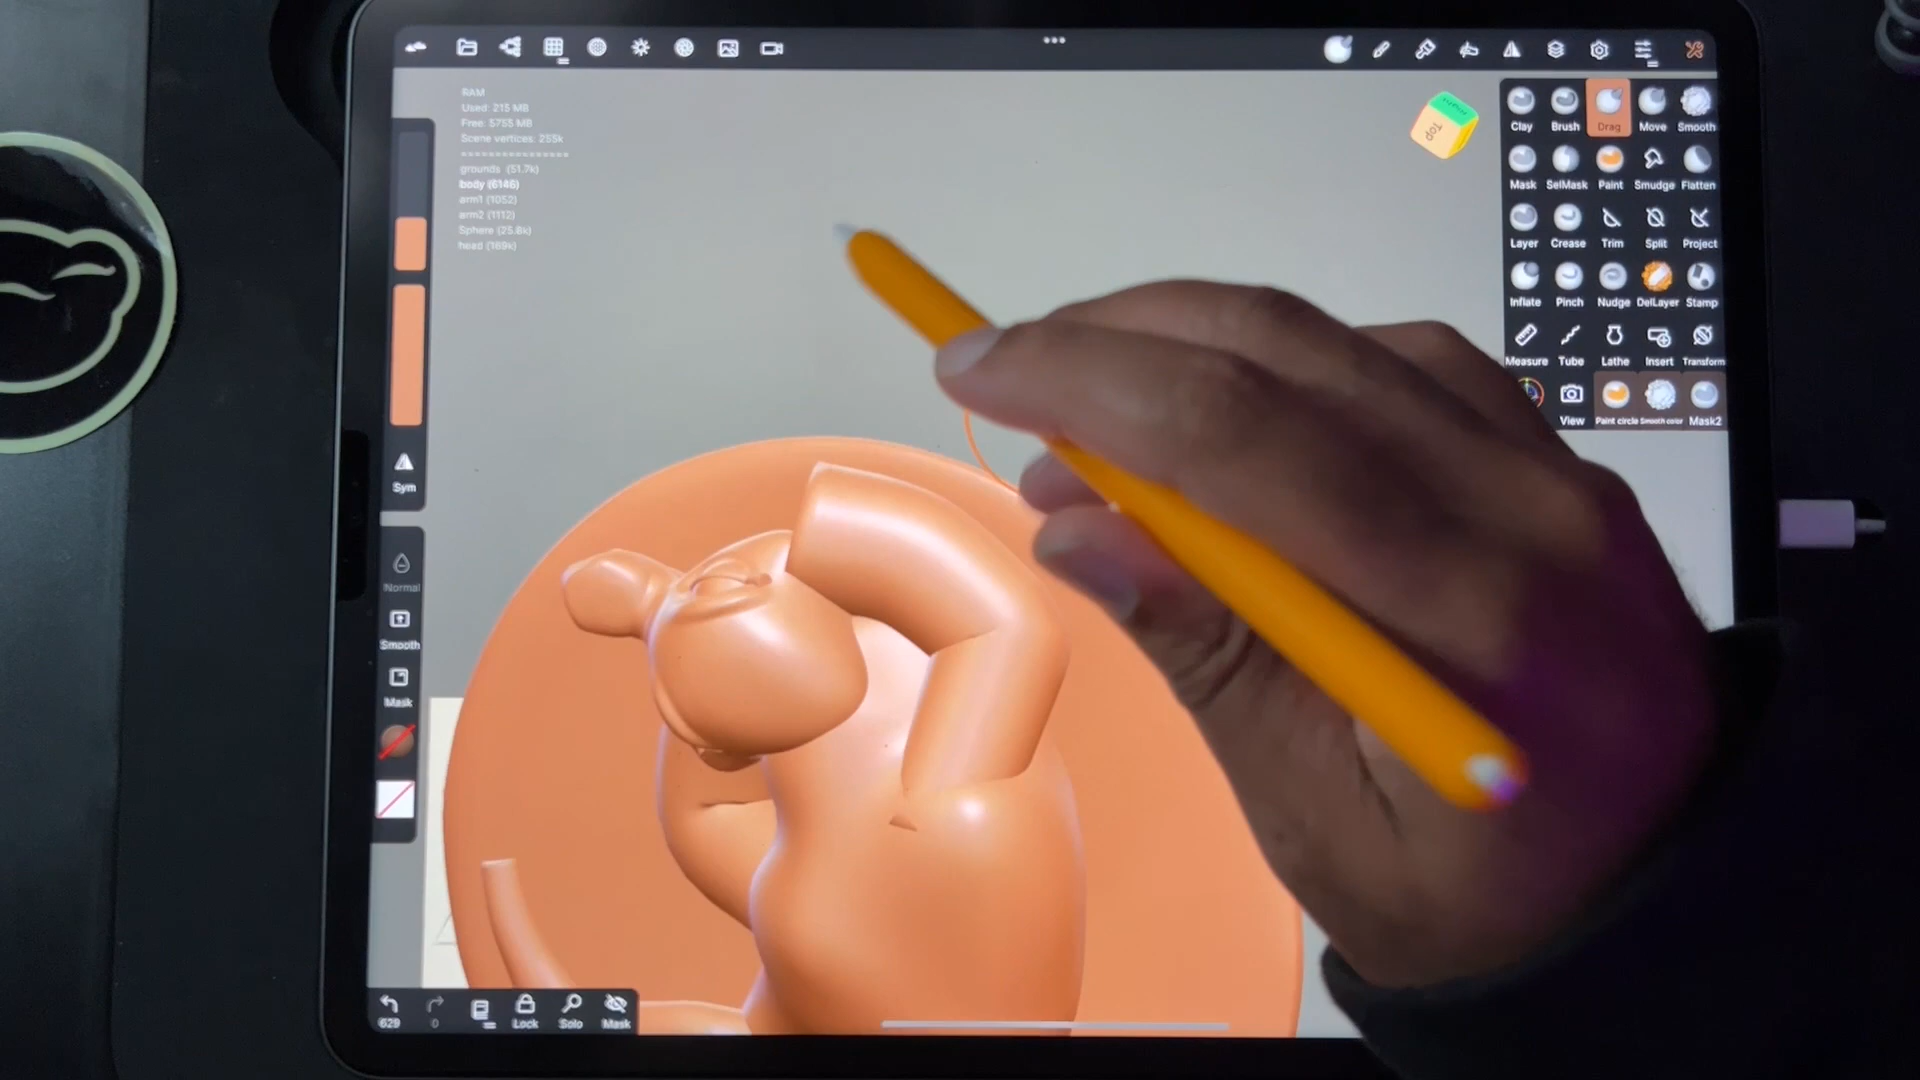 RAM
Used: 215 MB
Free: 5755 MB
Scene vertices: 255k
==================
grounds (51.7k)
body (6146)
arm1 (1052)
arm2 (1112)
Sphere (25.8k)
head (169k)
TOP
Clay Brush Drag Move Smooth
Mask SelMask Paint Smudge Flatten
Layer Crease Trim Split Project
Inflate Pinch Nudge DelLayer Stamp
Measure Tube Lathe Insert Transform
View Paint circle Smooth color Mask2
Sym
Normal
Smooth
Mask
629 0 Lock Solo Mask